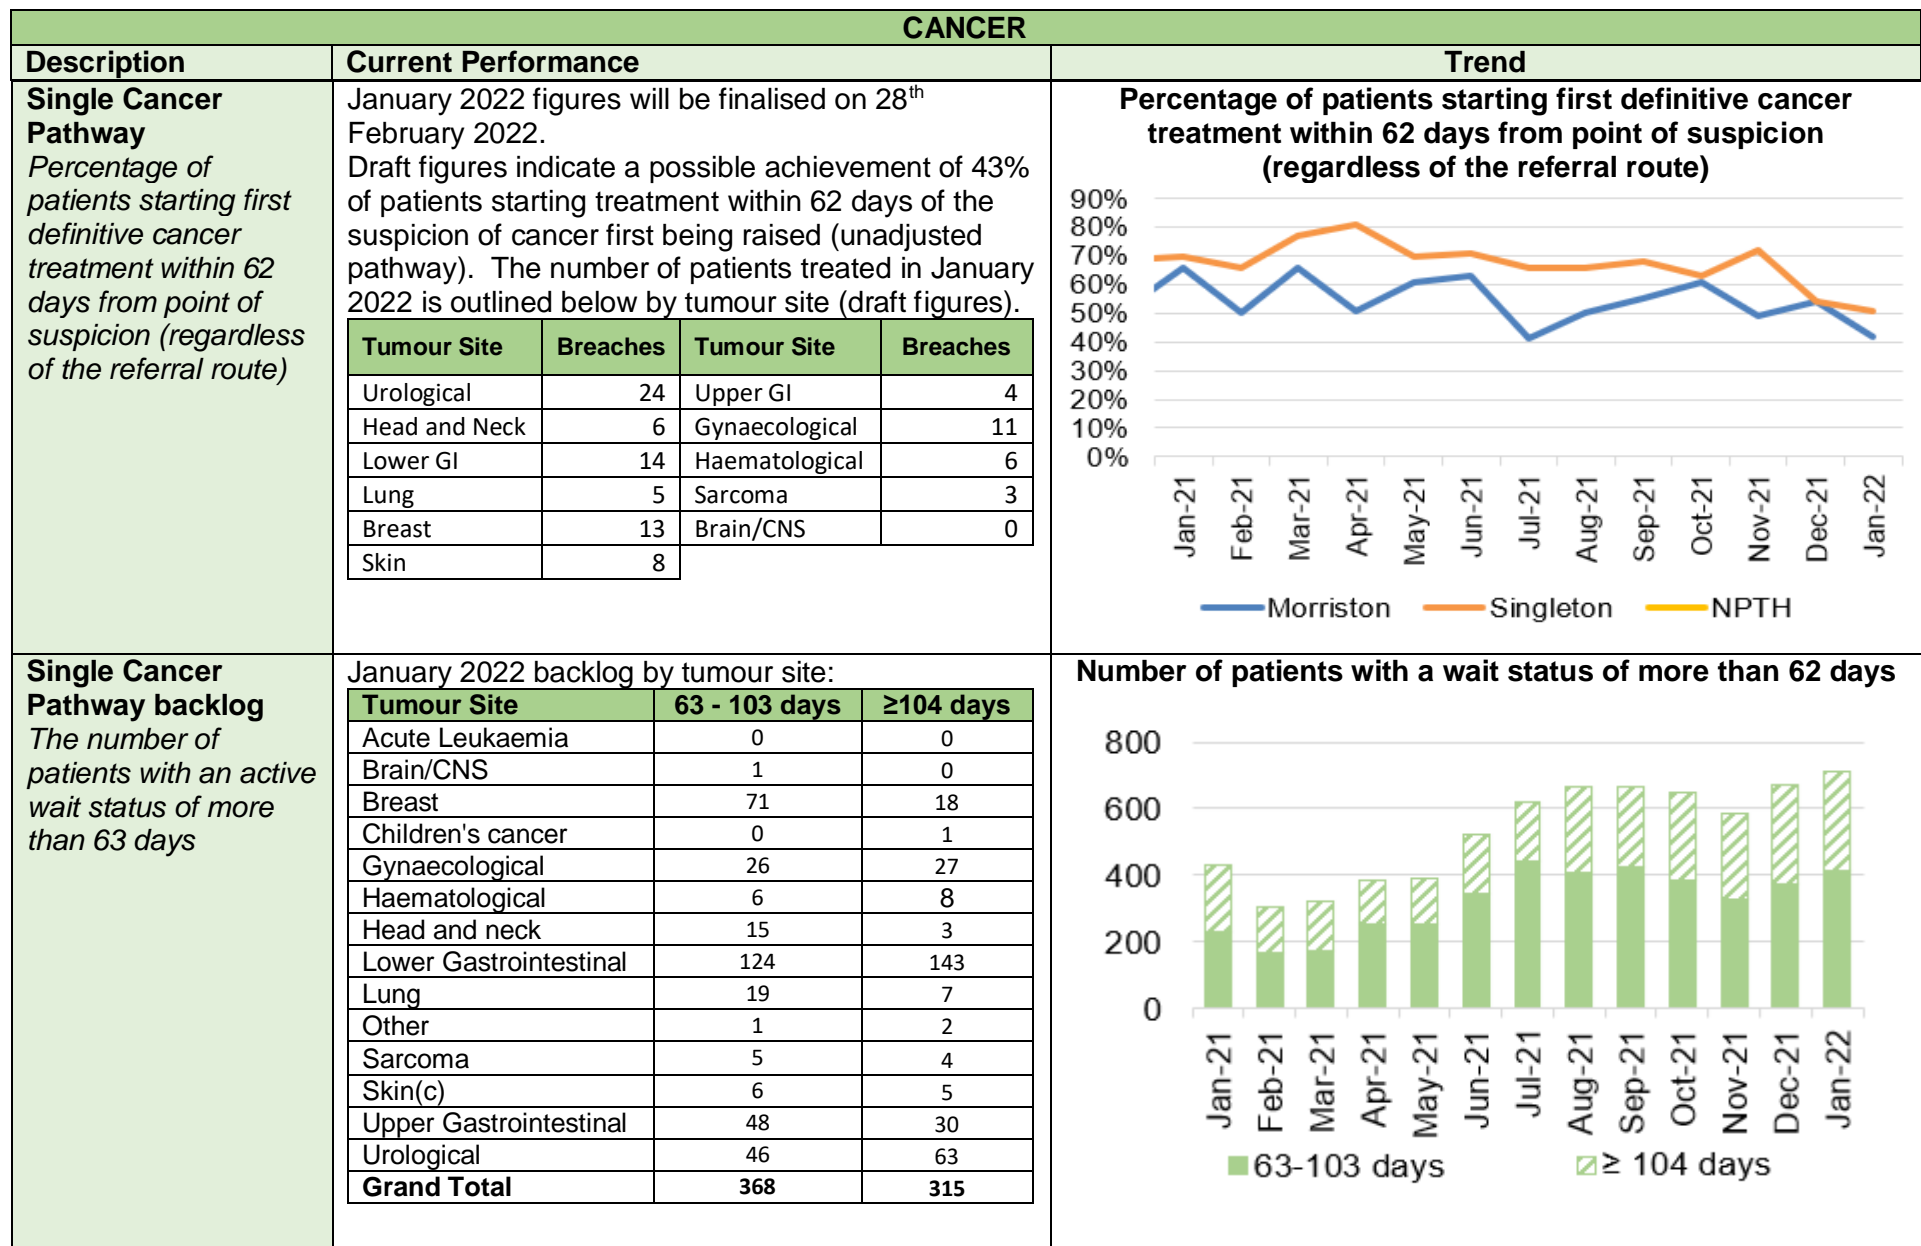 CANCER
Description Current Performance Trend
Single Cancer
Pathway
Percentage of
patients starting first
definitive cancer
treatment within 62
days from point of
suspicion (regardless
of the referral route)
January 2022 figures will be finalised on 28th
February 2022.
Draft figures indicate a possible achievement of 43%
of patients starting treatment within 62 days of the
suspicion of cancer first being raised (unadjusted
pathway). The number of patients treated in January
2022 is outlined below by tumour site (draft figures).
Tumour Site Breaches Tumour Site Breaches
Urological 24 Upper GI 4
Head and Neck 6 Gynaecological 11
Lower GI 14 Haematological 6
Lung 5 Sarcoma 3
Breast 13 Brain/CNS 0
Skin 8
Percentage of patients starting first definitive cancer
treatment within 62 days from point of suspicion
(regardless of the referral route)
90%
80%
70%
60%
50%
40%
30%
20%
10%
0%
Jan-21 Feb-21 Mar-21 Apr-21 May-21 Jun-21 Jul-21 Aug-21 Sep-21 Oct-21 Nov-21 Dec-21 Jan-22
Morriston Singleton NPTH
Single Cancer
Pathway backlog
The number of
patients with an active
wait status of more
than 63 days
January 2022 backlog by tumour site:
Tumour Site 63 - 103 days ≥104 days
Acute Leukaemia 0 0
Brain/CNS 1 0
Breast 71 18
Children's cancer 0 1
Gynaecological 26 27
Haematological 6 8
Head and neck 15 3
Lower Gastrointestinal 124 143
Lung 19 7
Other 1 2
Sarcoma 5 4
Skin(c) 6 5
Upper Gastrointestinal 48 30
Urological 46 63
Grand Total 368 315
Number of patients with a wait status of more than 62 days
800
600
400
200
0
Jan-21 Feb-21 Mar-21 Apr-21 May-21 Jun-21 Jul-21 Aug-21 Sep-21 Oct-21 Nov-21 Dec-21 Jan-22
63-103 days ≥ 104 days